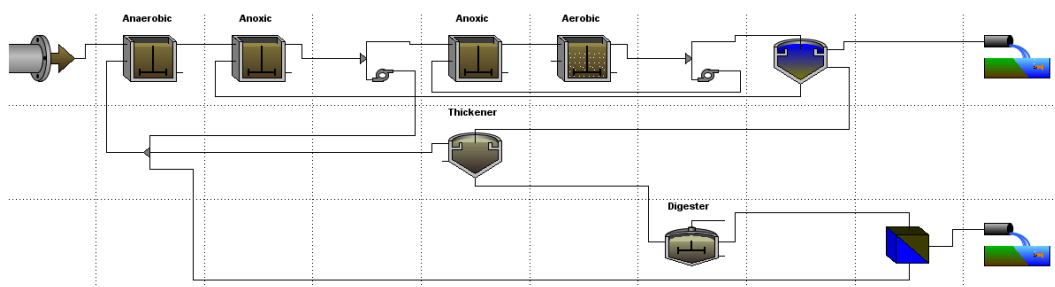 Anaerobic
Anoxic
Anoxic
Aerobic
Thickener
Digester